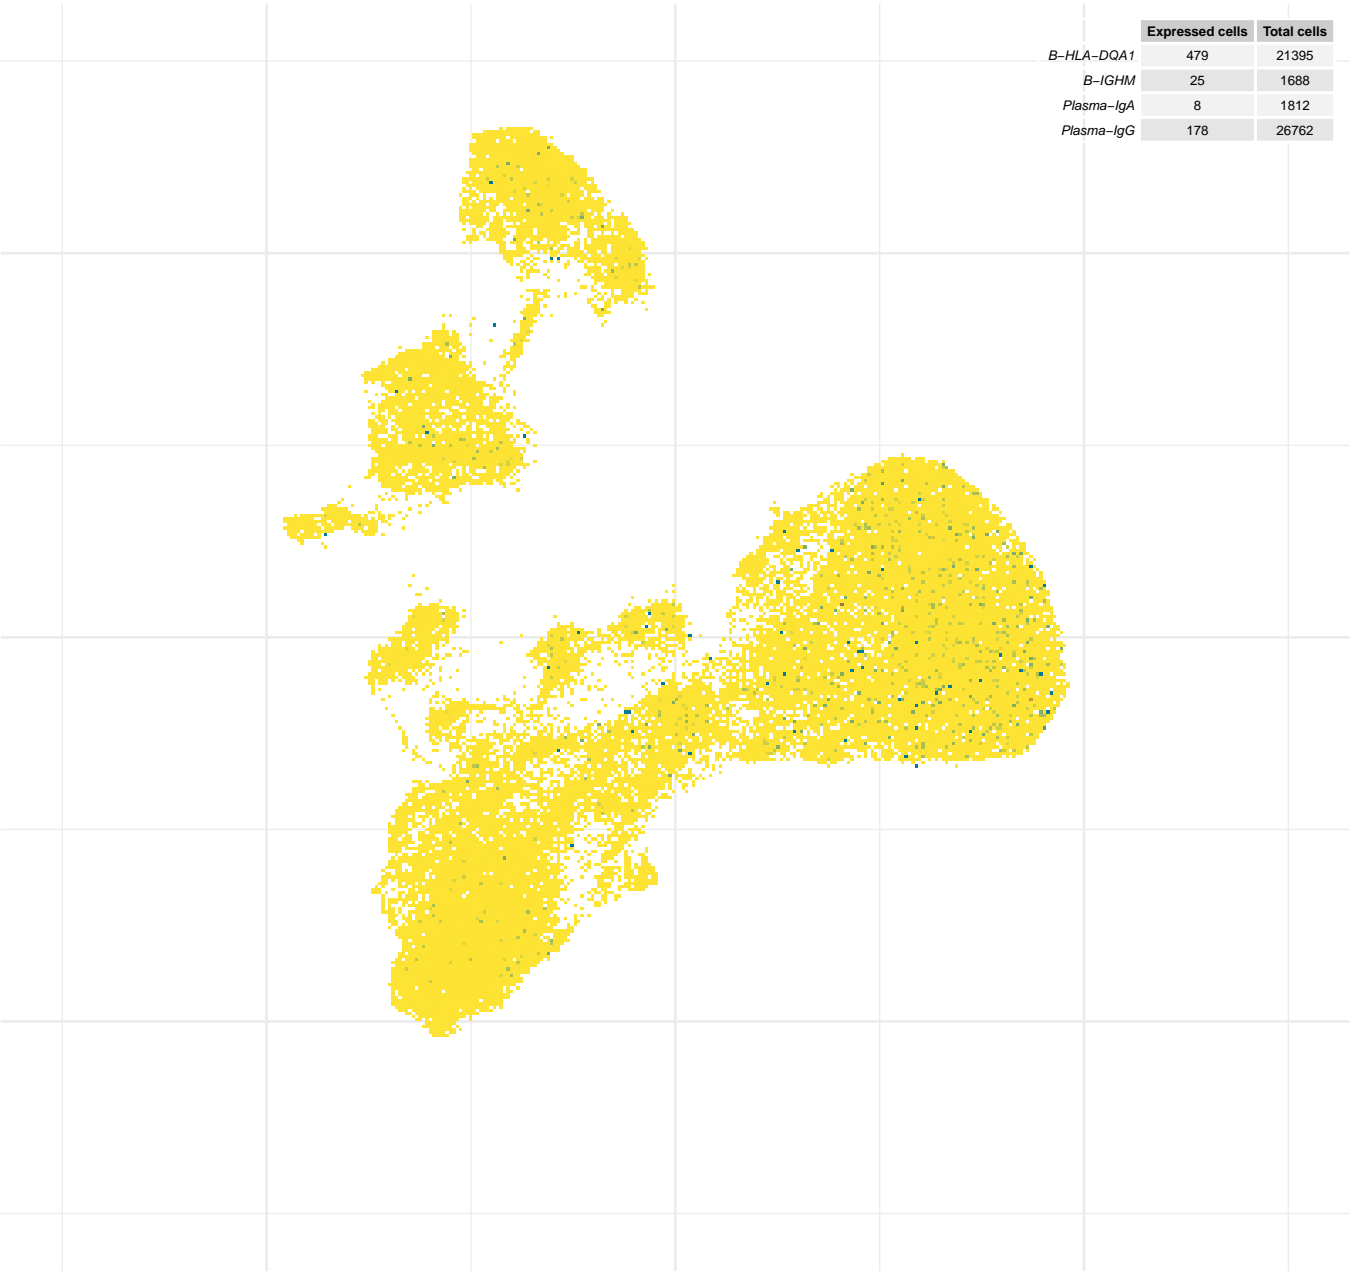 Expressed cells Total cells
B−HLA−DQA1 479 21395
B−IGHM 25 1688
Plasma−IgA 8 1812
Plasma−IgG 178 26762